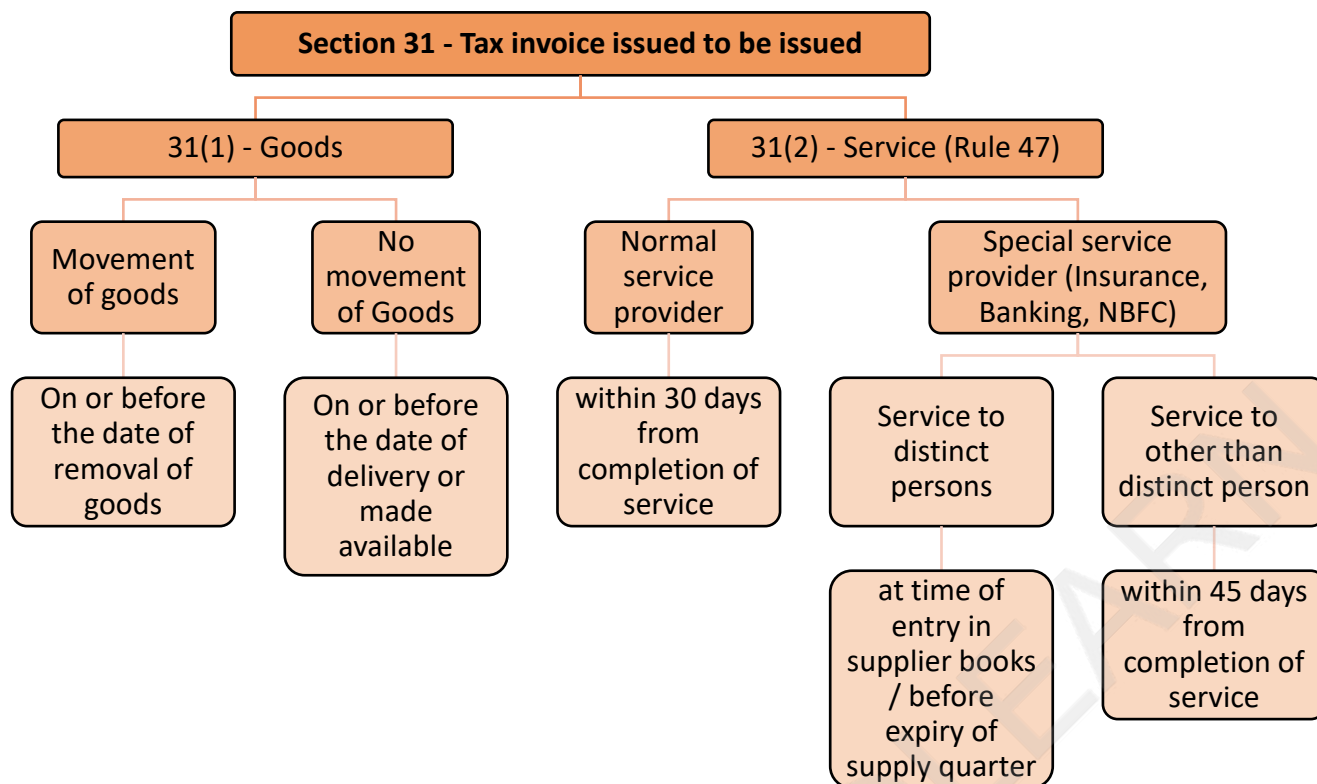 Section 31 - Tax invoice issued to be issued
31(1) - Goods
31(2) - Service (Rule 47)
Movement
of goods
No
movement
of Goods
Normal
service
provider
Special service
provider (Insurance,
Banking, NBFC)
On or before
the date of
removal of
goods
On or before
the date of
delivery or
made
available
within 30 days
from
completion of
service
Service to
distinct
persons
Service to
other than
distinct person
at time of
entry in
supplier books
/ before
expiry of
supply quarter
within 45 days
from
completion of
service
LEARN